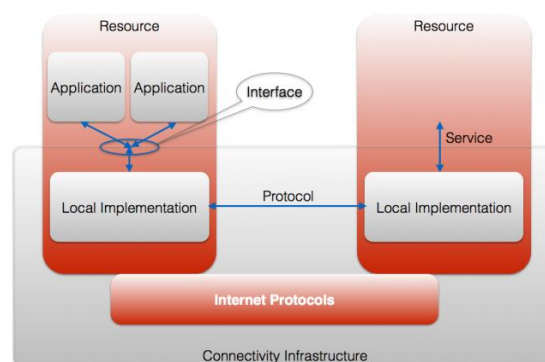 Resource
Resource
Application
Application
Interface
Service
Local Implementation
Protocol
Local Implementation
Internet Protocols
Connectivity Infrastructure